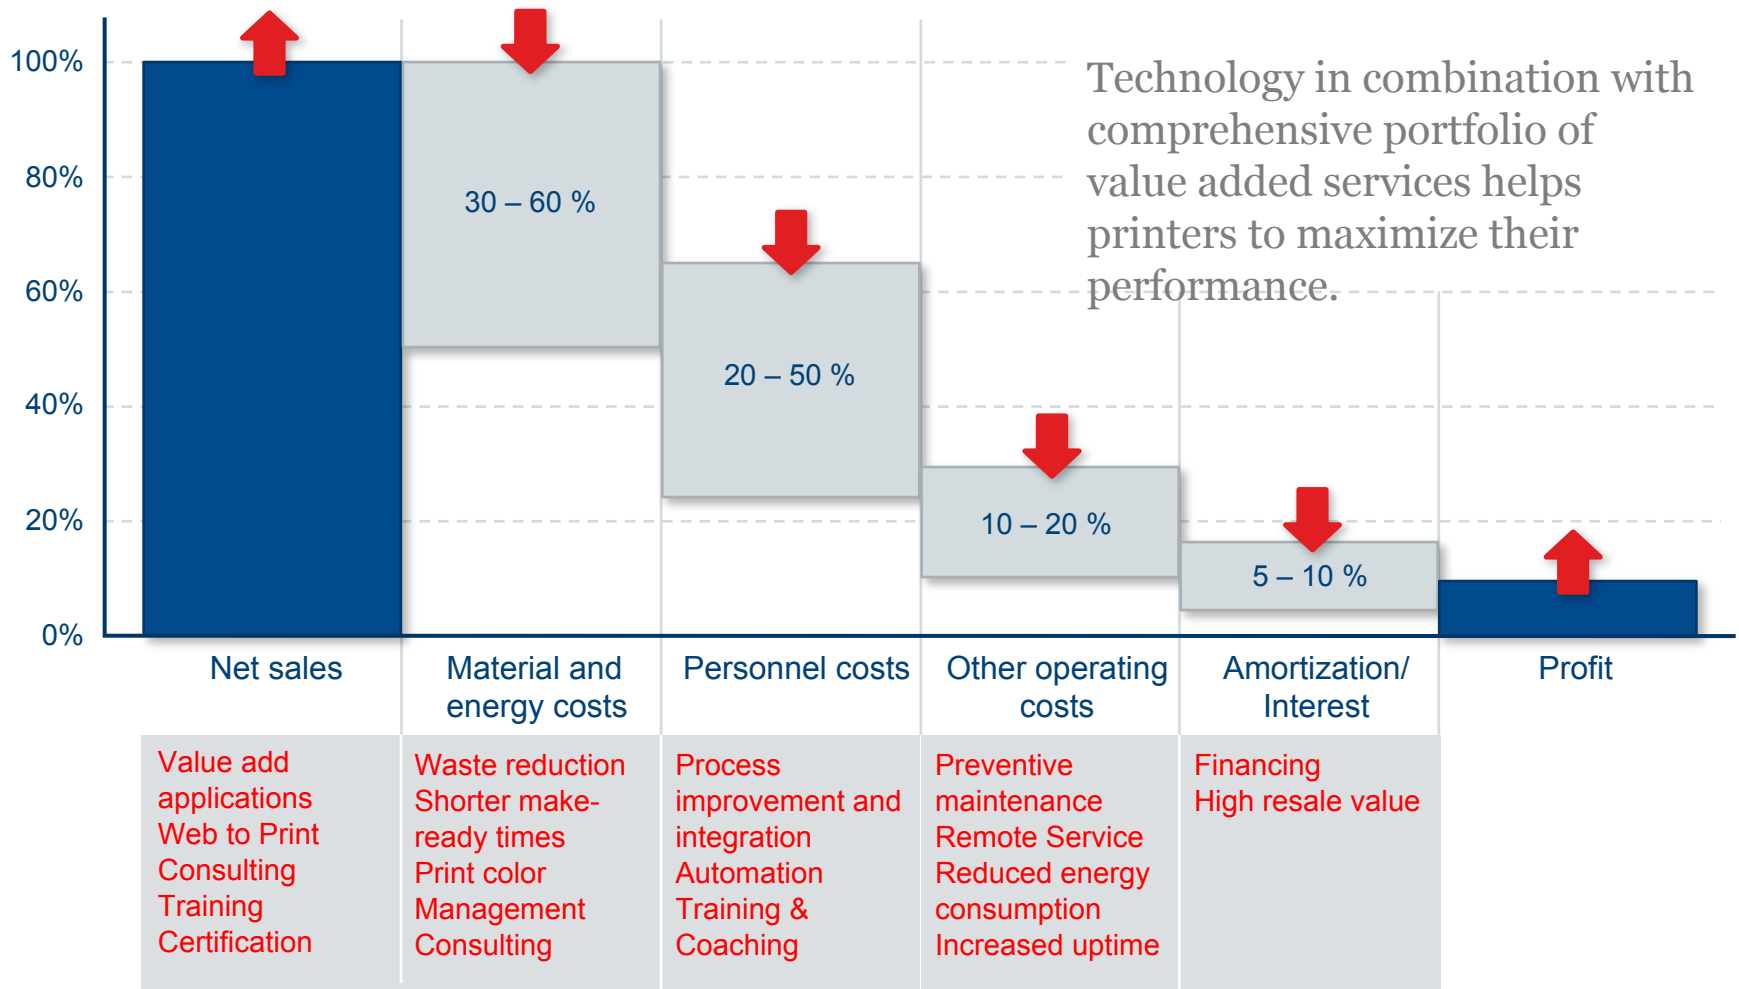 Technology in combination with
comprehensive portfolio of
value added services helps
printers to maximize their
performance.
100%
80%
60%
40%
20%
0%
30 – 60 %
20 – 50 %
10 – 20 %
5 – 10 %
Net sales
Material and
energy costs
Personnel costs
Other operating
costs
Amortization/
Interest
Profit
Value add
applications
Web to Print
Consulting
Training
Certification
Waste reduction
Shorter make-
ready times
Print color
Management
Consulting
Process
improvement and
integration
Automation
Training &
Coaching
Preventive
maintenance
Remote Service
Reduced energy
consumption
Increased uptime
Financing
High resale value